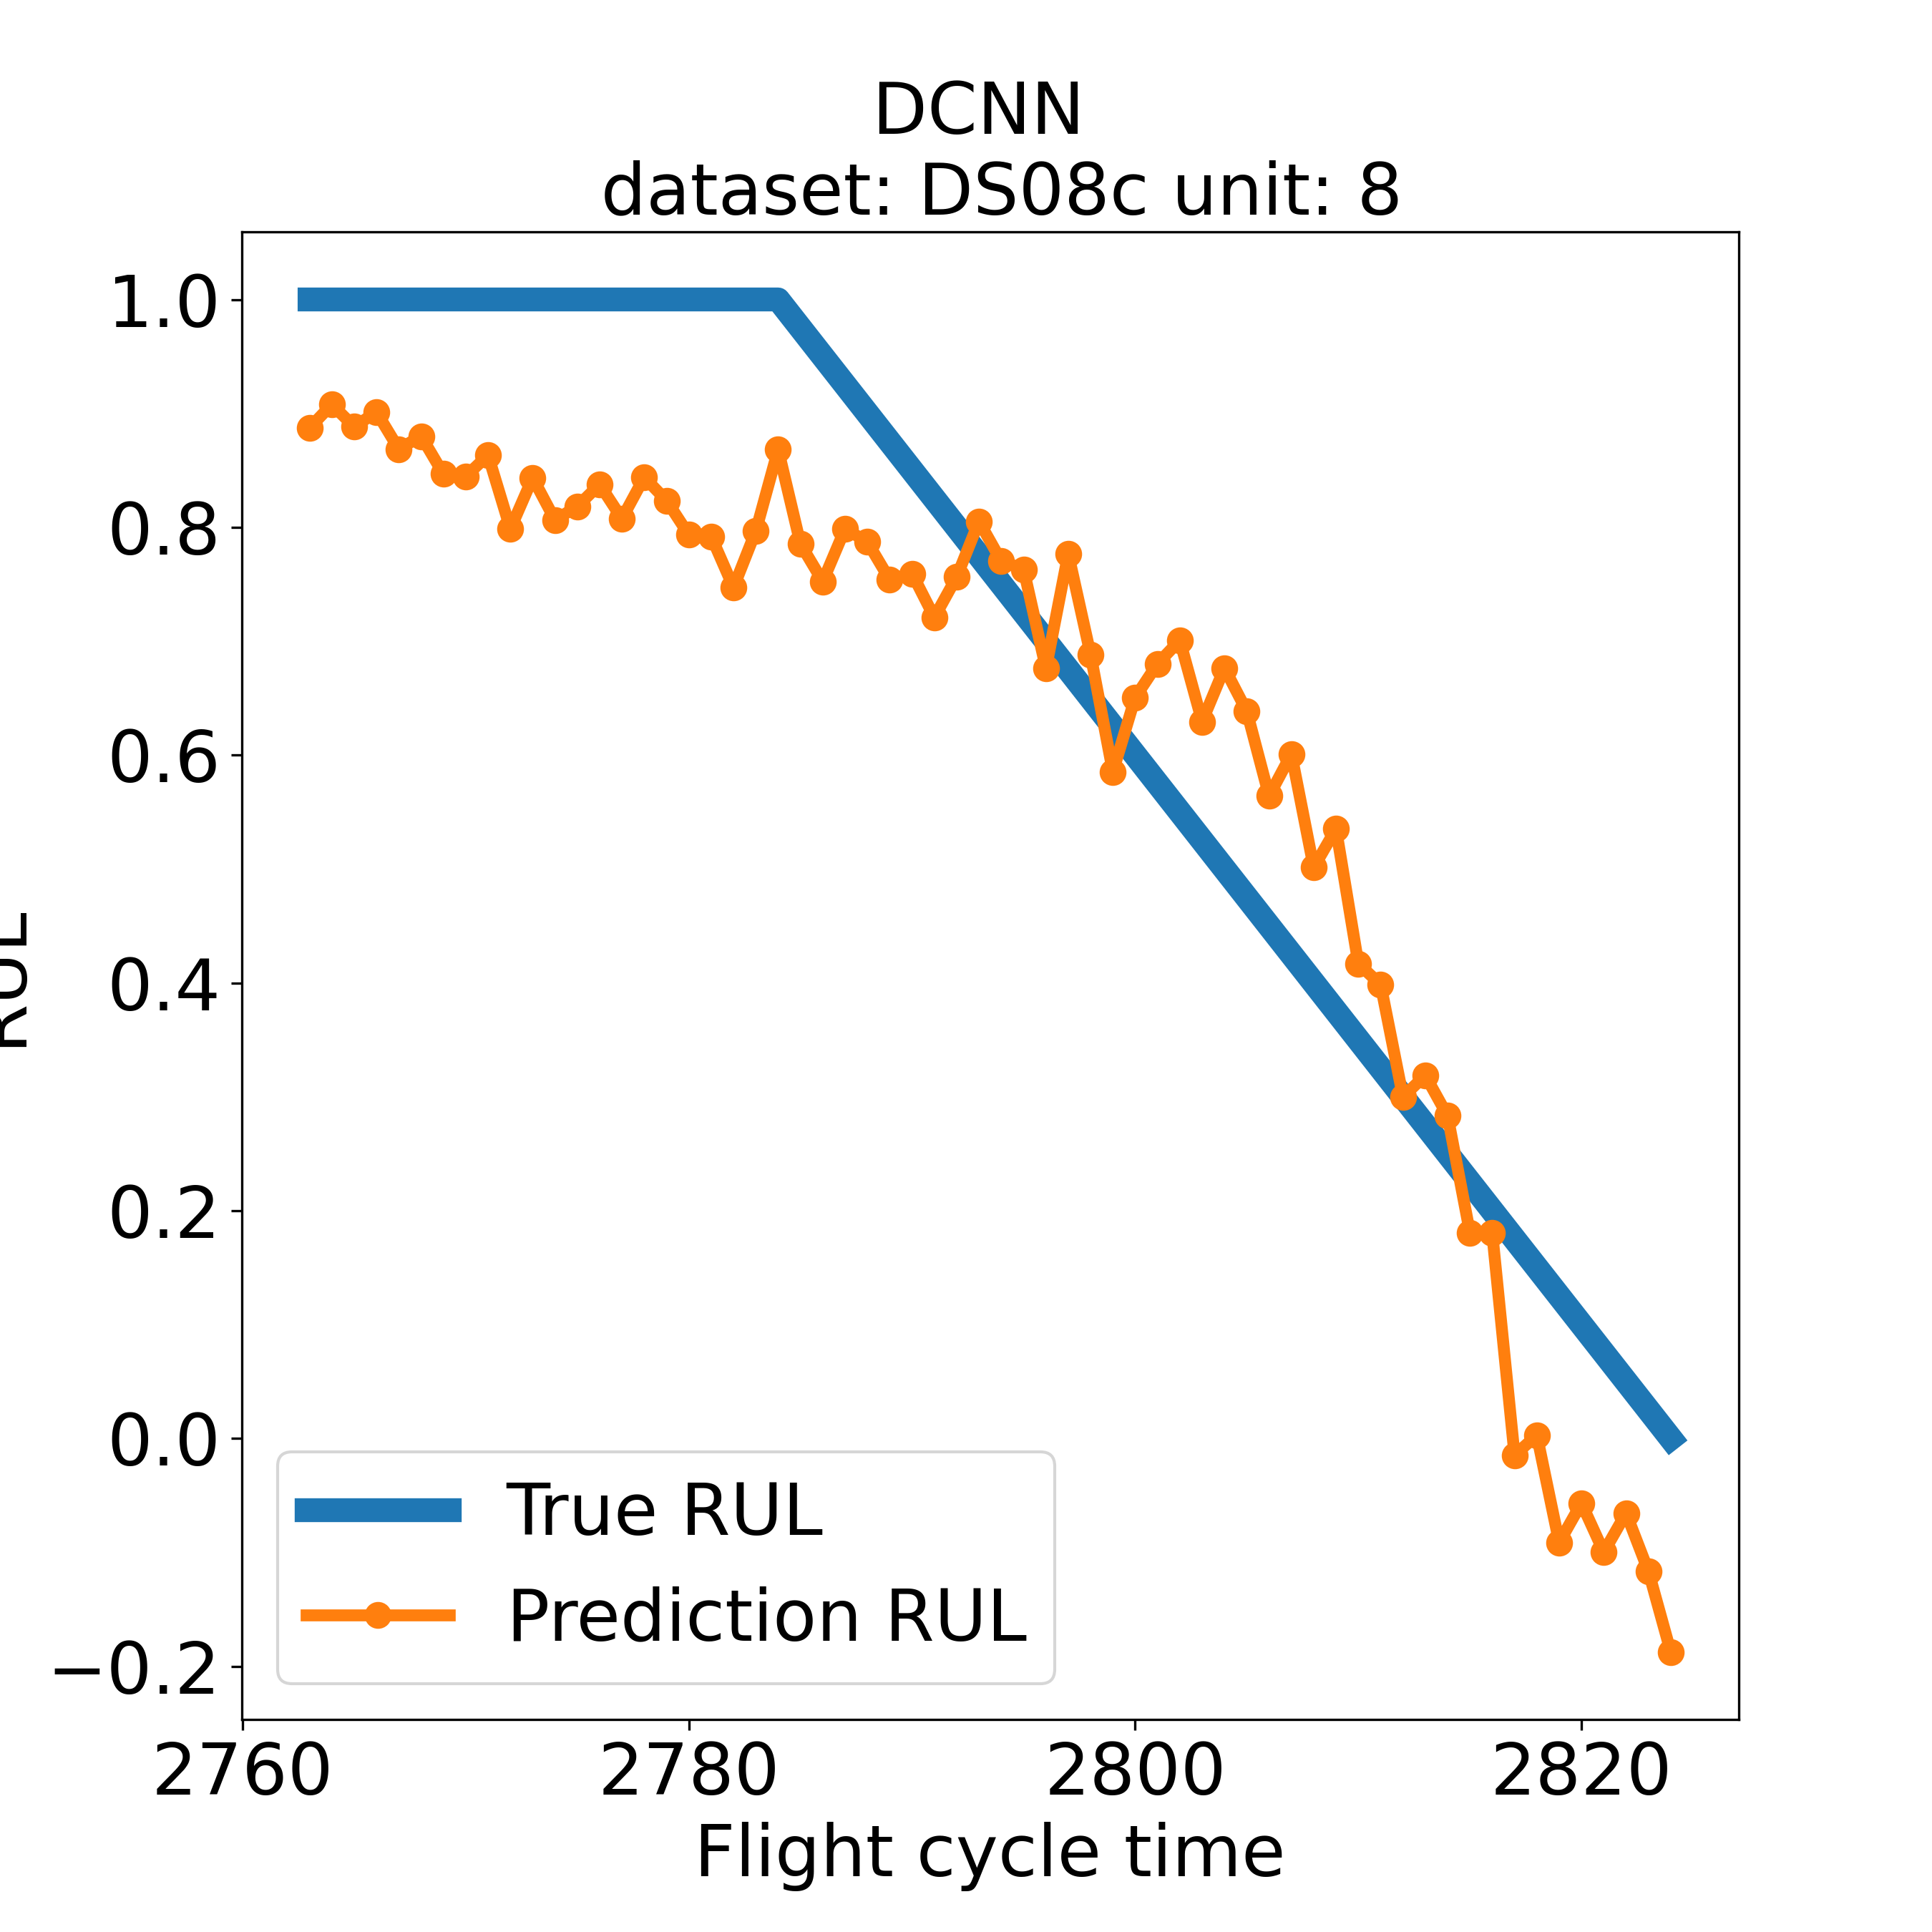 DCNN
dataset: DS08c unit: 8
1.0
0.8
0.6
0.4
0.2
0.0
−0.2
RUL
True RUL
Prediction RUL
2760 2780 2800 2820
Flight cycle time